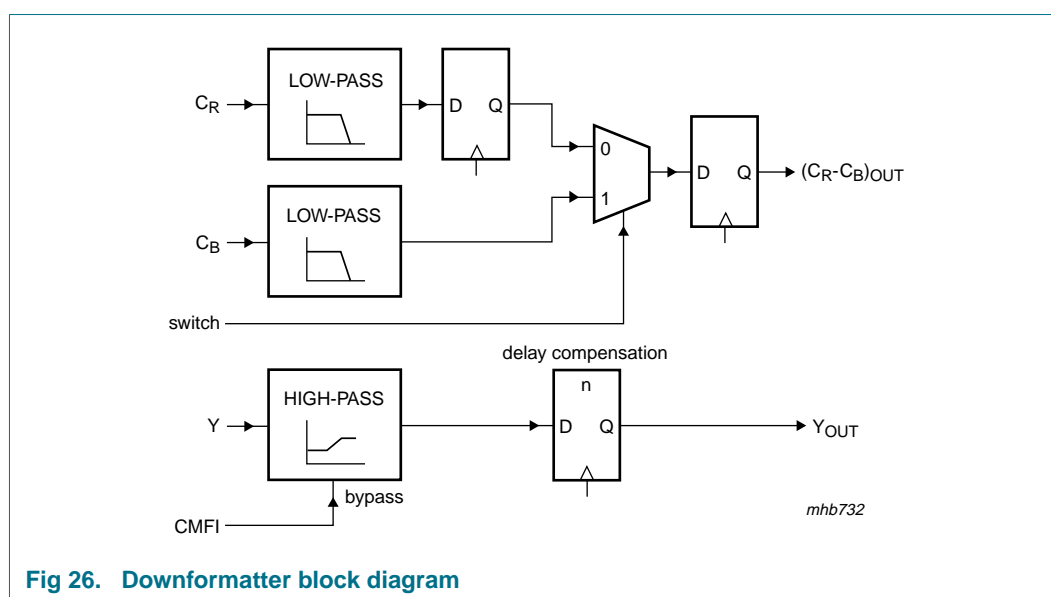 LOW-PASS
C_R
D Q
0
(C_R-C_B)OUT
D Q
1
LOW-PASS
C_B
switch
delay compensation
n
HIGH-PASS
Y
D Q
Y_OUT
bypass
CMFI
mhb732
Fig 26. Downformatter block diagram